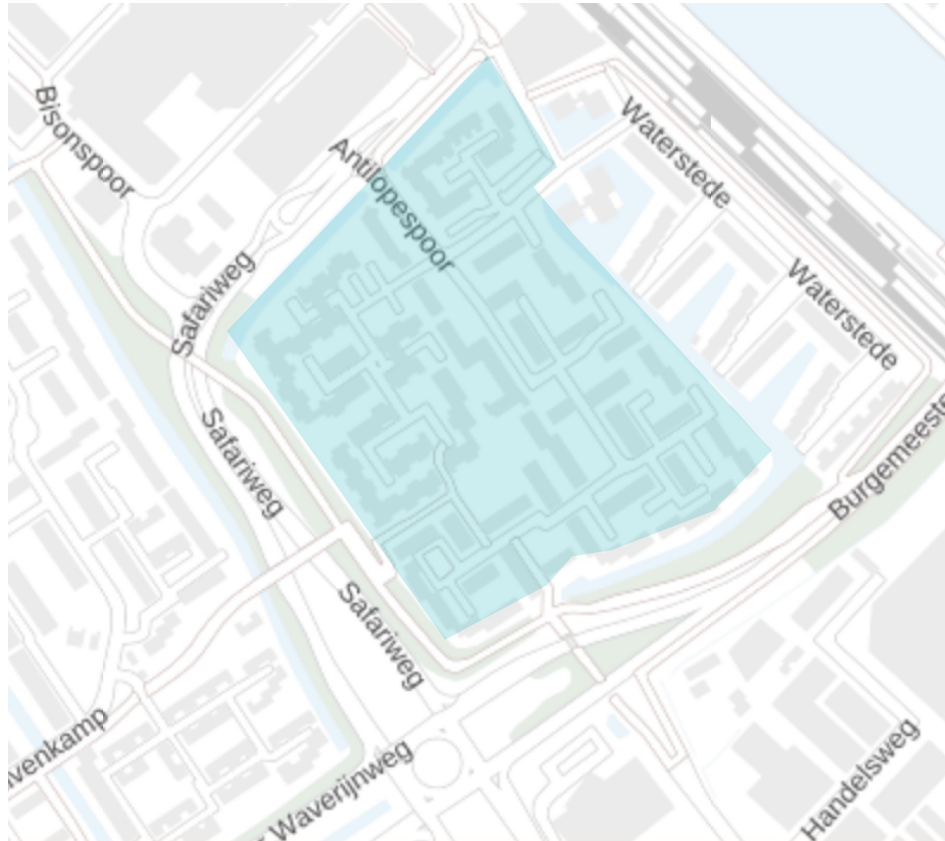 Bisonspoor
Antilopespoor
Waterstede
Safariweg
Waterstede
Safariweg
Burgemeeste
Safariweg
venkamp
r Waverijnweg
Handelsweg